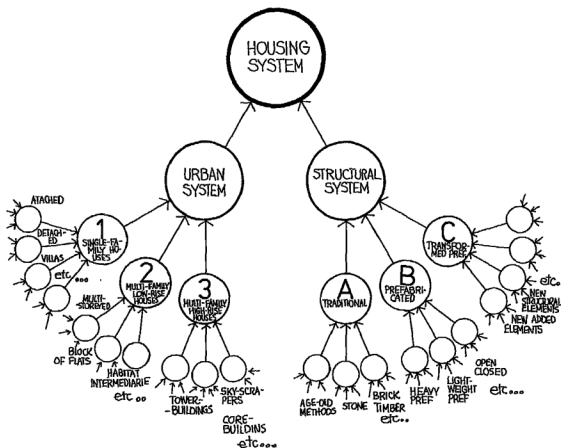 HOUSING
SYSTEM
URBAN
SYSTEM
STRUCTURAL
SYSTEM
ATACHED
DETACH-
ED
VILLAS
etc...
1
SINGLE-FA-
MILY HO-
USES
MULTI-
STOREYED
BLOCK
OF FLATS
HABITAT
INTERMEDIARIE
etc..
2
MULTI-FAMILY
LOW-RISE
HOUSES
3
MULTI-FAMILY
HIGH-RISE
HOUSES
TOWER-
BUILDINGS
SKY-SCRA-
PERS
CORE-
BUILDINS
etc...
A
TRADITIONAL
AGE-OLD
METHODS
STONE
BRICK
TIMBER
etc..
B
PREFABRI-
CATED
HEAVY
PREF
LIGHT-
WEIGHT
PREF
OPEN
CLOSED
etc...
C
TRANSFOR-
MED PREF.
etc..
NEW
STRUCTURAL
ELEMENTS
NEW ADDED
ELEMENTS